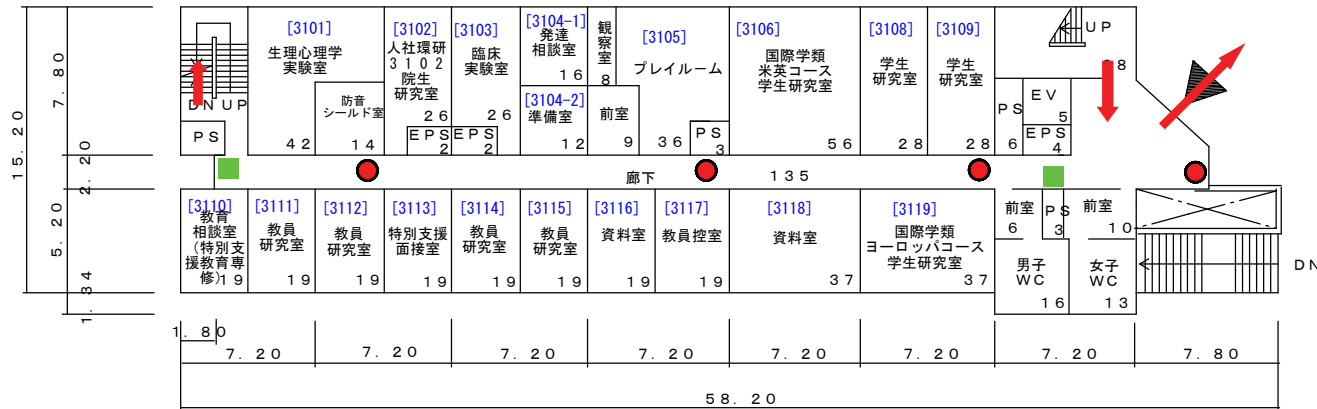 [3101]
生理心理学
実験室
42
防音
シールド室
14
[3102]
人社環研
3102
院生
研究室
26
[3103]
臨床
実験室
26
[3104-1]
発達
相談室
16
[3104-2]
準備室
12
観
察
室
8
前室
9
[3105]
プレイルーム
36
PS
3
[3106]
国際学類
米英コース
学生研究室
56
[3108]
学生
研究室
28
[3109]
学生
研究室
28
UP
EV
5
PS
6
EPS
4
DN UP
PS
EPS
2
EPS
2
廊下
135
[3110]
教育
相談室
(特別支
援教育専
修)19
[3111]
教員
研究室
19
[3112]
教員
研究室
19
[3113]
特別支援
面接室
19
[3114]
教員
研究室
19
[3115]
教員
研究室
19
[3116]
資料室
19
[3117]
教員控室
19
[3118]
資料室
37
[3119]
国際学類
ヨーロッパコース
学生研究室
37
前室
6
PS
3
前室
10
男子
WC
16
女子
WC
13
DN
15.20
7.80
2.20
5.20
1.34
1.80
7.20
7.20
7.20
7.20
7.20
7.20
7.20
7.80
58.20